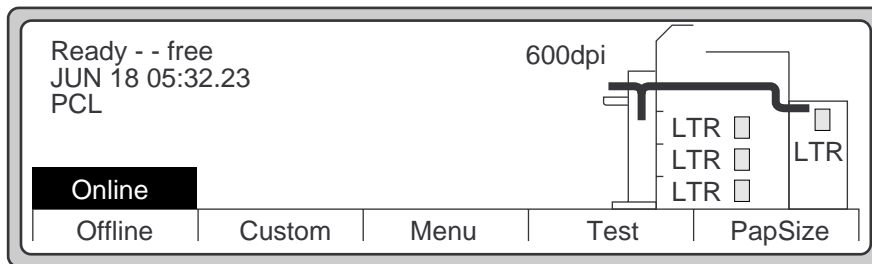 Ready - - free
600dpi
JUN 18 05:32.23
PCL
LTR
LTR
LTR
LTR
Online
Offline Custom Menu Test PapSize